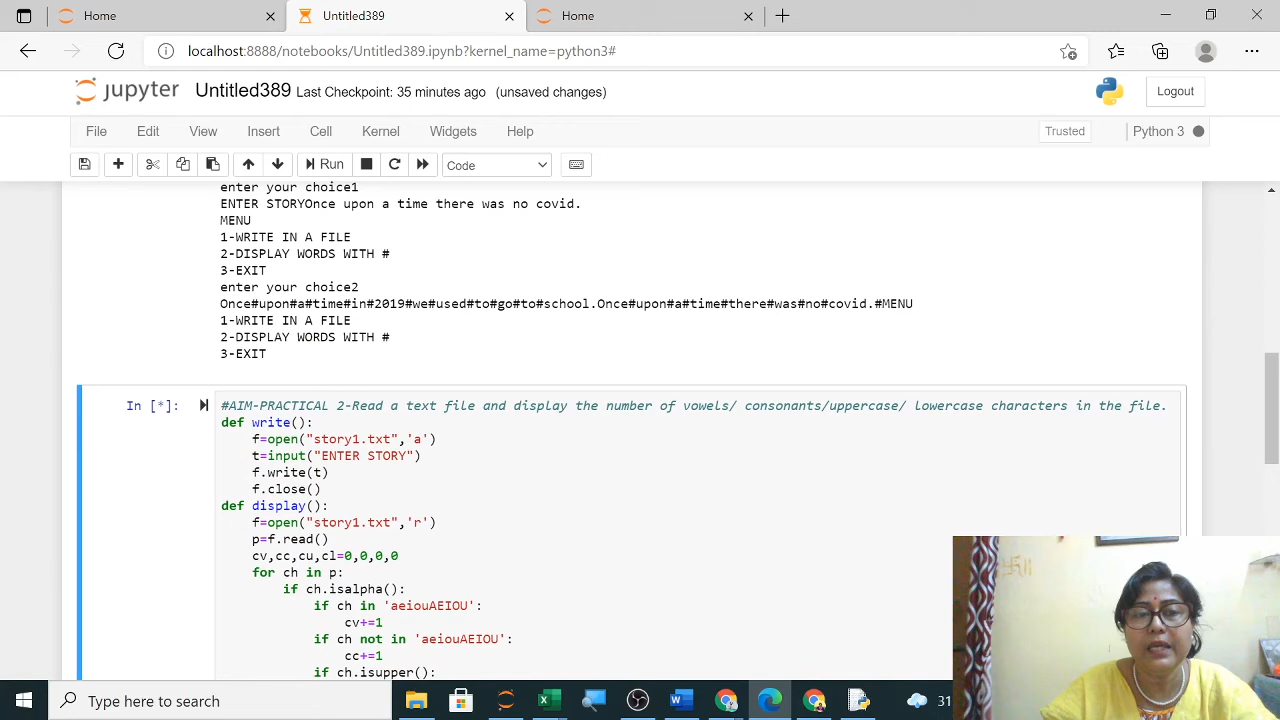 Home
Untitled389
Home
localhost:8888/notebooks/Untitled389.ipynb?kernel_name=python3#
jupyter Untitled389 Last Checkpoint: 35 minutes ago (unsaved changes)
Logout
File Edit View Insert Cell Kernel Widgets Help
Trusted
Python 3
Run
Code
enter your choice1
ENTER STORYOnce upon a time there was no covid.
MENU
1-WRITE IN A FILE
2-DISPLAY WORDS WITH #
3-EXIT
enter your choice2
Once#upon#a#time#in#2019#we#used#to#go#to#school.Once#upon#a#time#there#was#no#covid.#MENU
1-WRITE IN A FILE
2-DISPLAY WORDS WITH #
3-EXIT
In [*]:
#AIM-PRACTICAL 2-Read a text file and display the number of vowels/ consonants/uppercase/ lowercase characters in the file.
def write():
    f=open("story1.txt",'a')
    t=input("ENTER STORY")
    f.write(t)
    f.close()
def display():
    f=open("story1.txt",'r')
    p=f.read()
    cv,cc,cu,cl=0,0,0,0
    for ch in p:
        if ch.isalpha():
            if ch in 'aeiouAEIOU':
                cv+=1
            if ch not in 'aeiouAEIOU':
                cc+=1
            if ch.isupper():
Type here to search
31